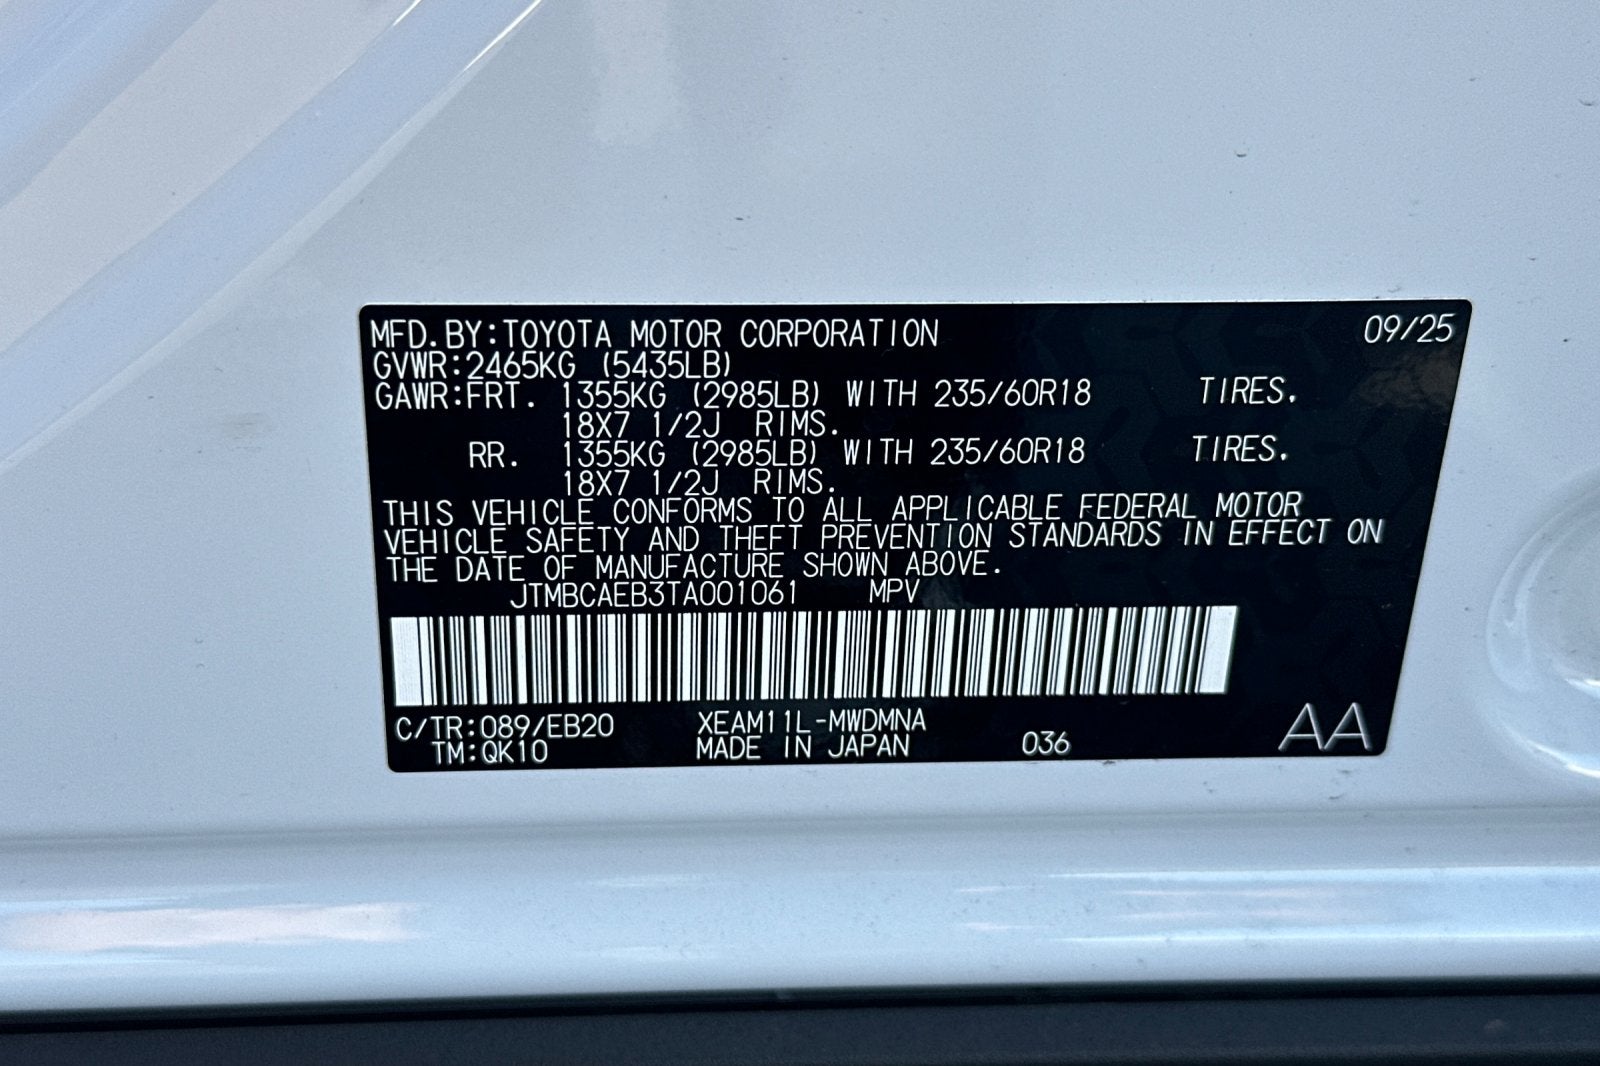 MFD.BY:TOYOTA MOTOR CORPORATION 09/25
GVWR:2465KG (5435LB)
GAWR:FRT. 1355KG (2985LB) WITH 235/60R18 TIRES.
18X7 1/2J RIMS.
RR. 1355KG (2985LB) WITH 235/60R18 TIRES.
18X7 1/2J RIMS.
THIS VEHICLE CONFORMS TO ALL APPLICABLE FEDERAL MOTOR
VEHICLE SAFETY AND THEFT PREVENTION STANDARDS IN EFFECT ON
THE DATE OF MANUFACTURE SHOWN ABOVE.
JTMBCAEB3TA001061 MPV
C/TR:089/EB20 XEAM11L-MWDMNA
TM:QK10 MADE IN JAPAN 036 AA